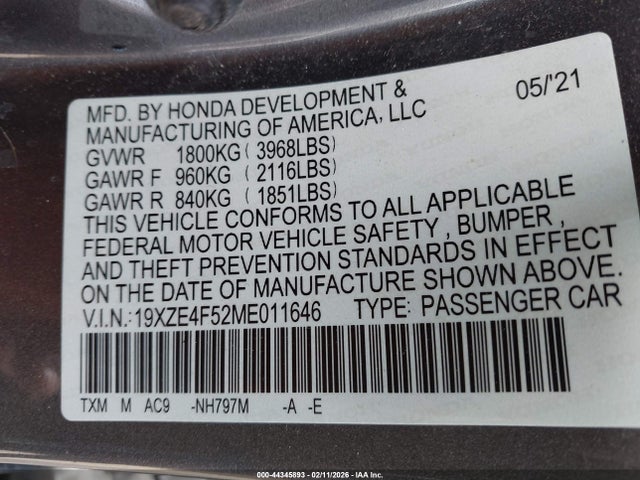 MFD. BY HONDA DEVELOPMENT & 05/'21
MANUFACTURING OF AMERICA, LLC
GVWR 1800KG ( 3968LBS)
GAWR F 960KG ( 2116LBS)
GAWR R 840KG ( 1851LBS)
THIS VEHICLE CONFORMS TO ALL APPLICABLE
FEDERAL MOTOR VEHICLE SAFETY , BUMPER ,
AND THEFT PREVENTION STANDARDS IN EFFECT
ON THE DATE OF MANUFACTURE SHOWN ABOVE.
V.I.N.:19XZE4F52ME011646 TYPE: PASSENGER CAR
TXM M AC9 -NH797M -A -E
000-44345893 - 02/11/2026 - IAA Inc.